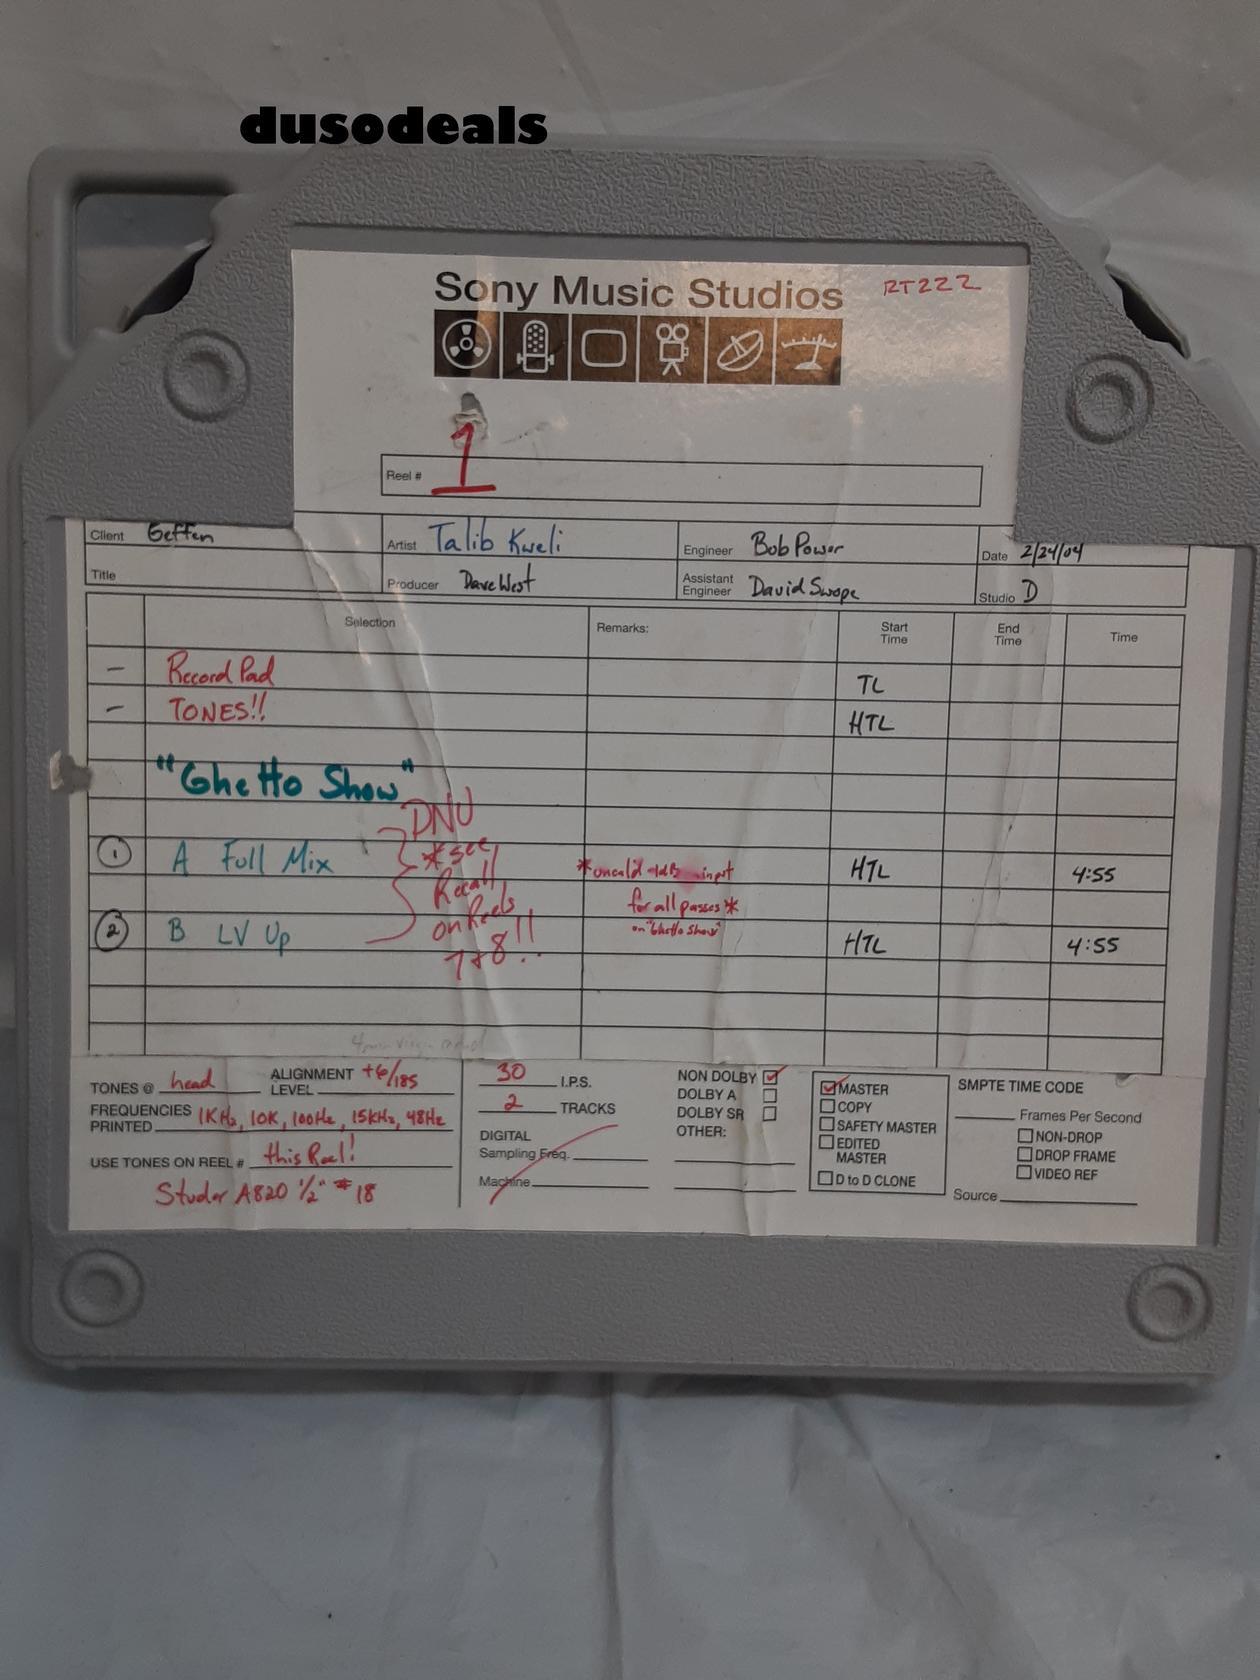 dusodeals
Sony Music Studios RT222
Reel # 1
Client Geffen Artist Talib Kweli Engineer Bob Power Date 2/24/04
Title Producer Dave West Assistant Engineer David Swope Studio D
Selection Remarks: Start Time End Time Time
– Record Pad TL
– TONES!! HTL
"Ghetto Show"
DNU
1 A Full Mix *see *uncal'd input HTL 4:55
Recall for all passes*
on Reels on "Ghetto Show"
2 B LV Up 7+8!! HTL 4:55
TONES @ head ALIGNMENT LEVEL +6/185 30 I.P.S. NON DOLBY MASTER SMPTE TIME CODE
FREQUENCIES PRINTED 1KHz, 10K, 100Hz, 15KHz, 48Hz 2 TRACKS DOLBY A COPY Frames Per Second
DOLBY SR SAFETY MASTER NON-DROP
USE TONES ON REEL # this Reel! DIGITAL Sampling Freq. OTHER: EDITED MASTER DROP FRAME
Studer A820 1/2" #18 Machine D to D CLONE VIDEO REF
Source